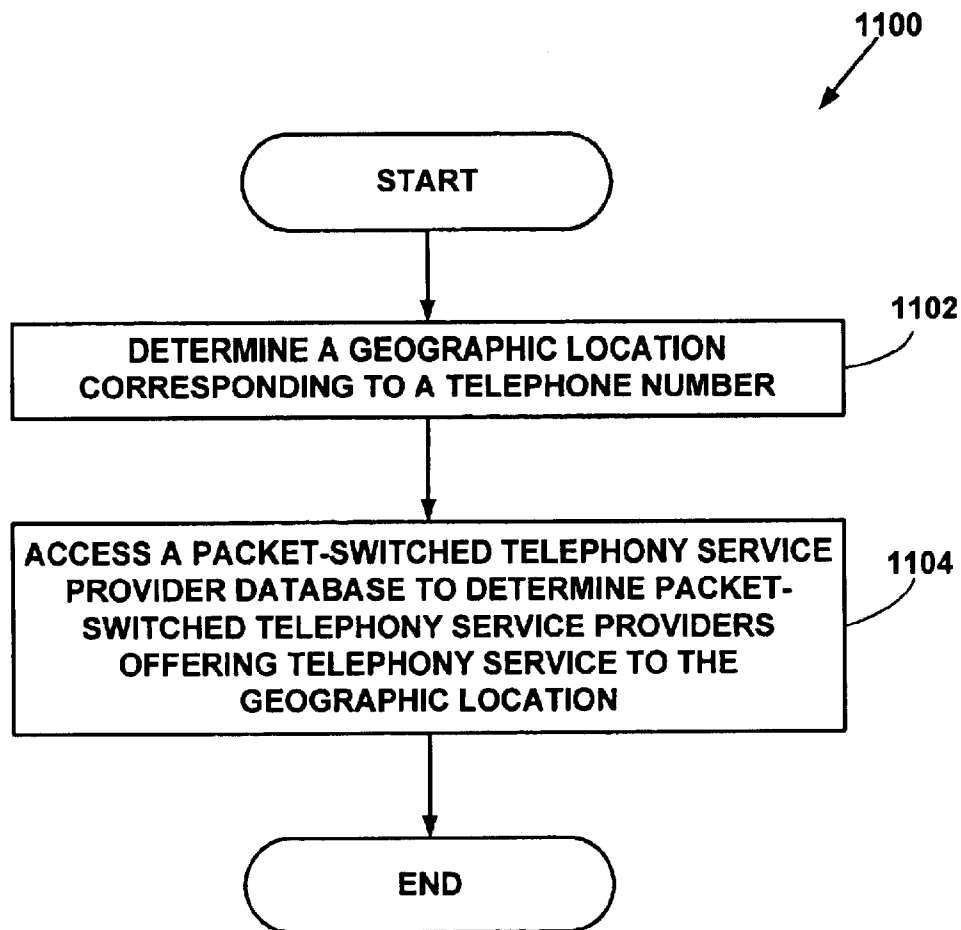 1100
START
1102
DETERMINE A GEOGRAPHIC LOCATION
CORRESPONDING TO A TELEPHONE NUMBER
ACCESS A PACKET-SWITCHED TELEPHONY SERVICE
PROVIDER DATABASE TO DETERMINE PACKET-
SWITCHED TELEPHONY SERVICE PROVIDERS
OFFERING TELEPHONY SERVICE TO THE
GEOGRAPHIC LOCATION
1104
END